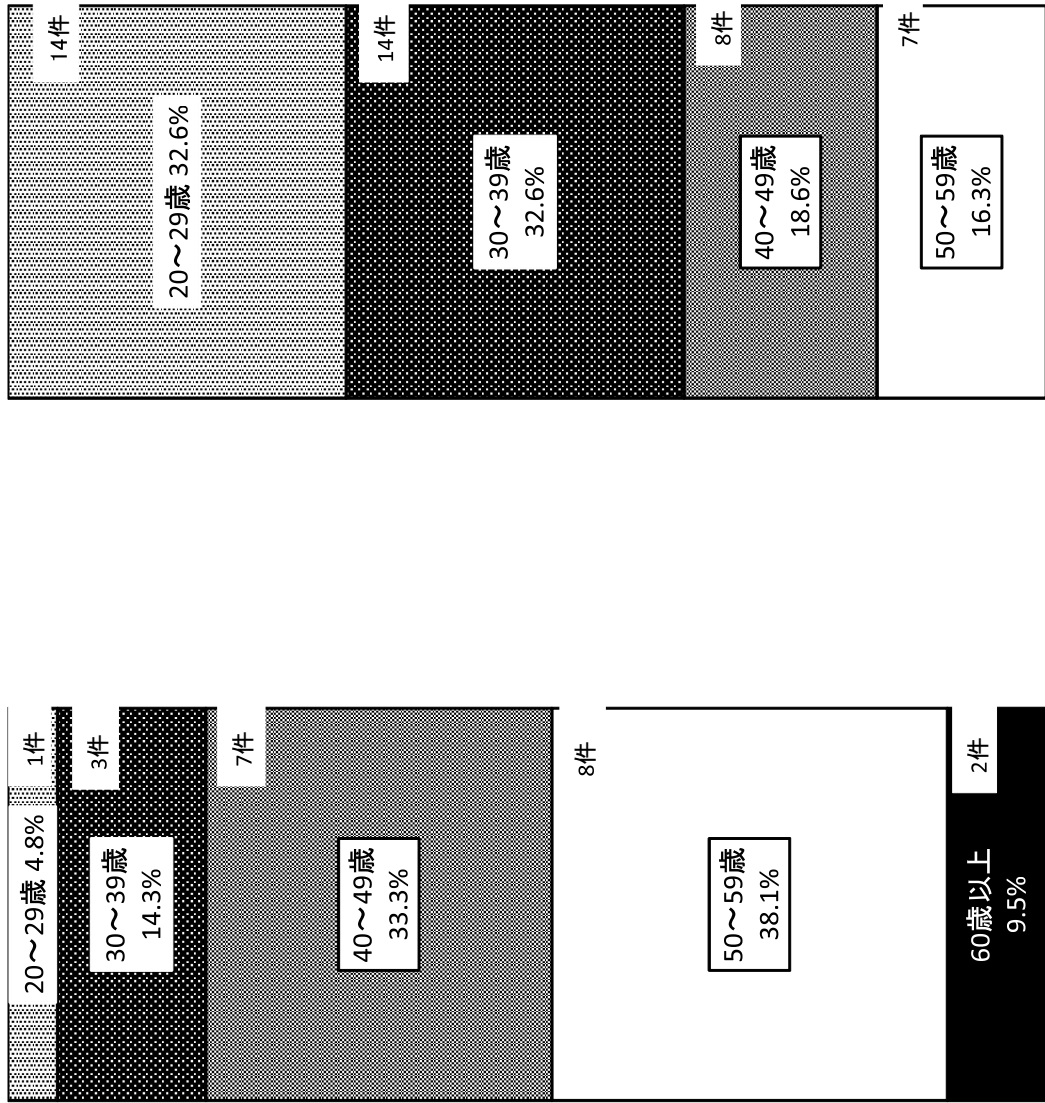 14件
20～29歳 32.6%
14件
30～39歳
32.6%
8件
40～49歳
18.6%
7件
50～59歳
16.3%
1件
20～29歳 4.8%
3件
30～39歳
14.3%
7件
40～49歳
33.3%
8件
50～59歳
38.1%
2件
60歳以上
9.5%